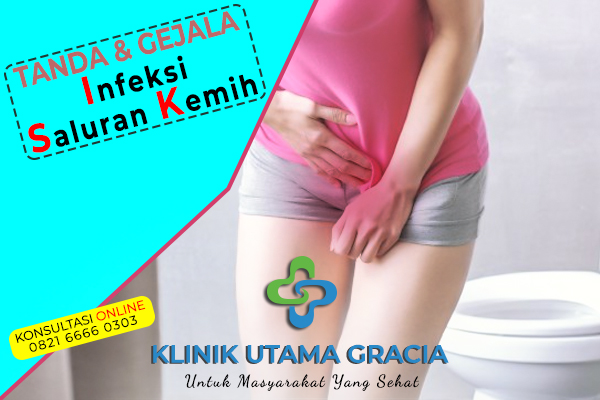 TANDA & GEJALA
Infeksi
Saluran Kemih
KONSULTASI ONLINE
0821 6666 0303
KLINIK UTAMA GRACIA
Untuk Masyarakat Yang Sehat